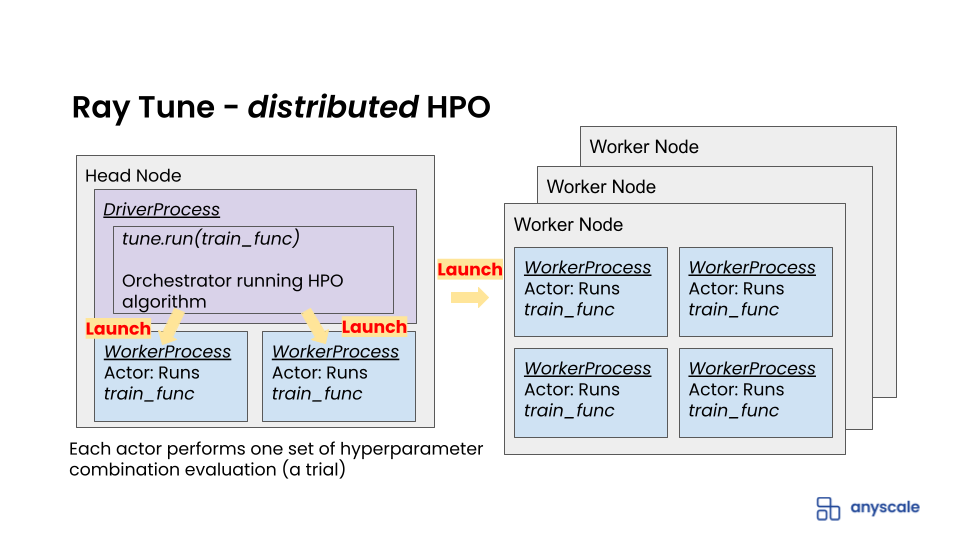 Ray Tune - distributed HPO
Head Node
DriverProcess
tune.run(train_func)
Orchestrator running HPO
algorithm
Launch
Launch
WorkerProcess
Actor: Runs
train_func
WorkerProcess
Actor: Runs
train_func
Each actor performs one set of hyperparameter
combination evaluation (a trial)
Launch
Worker Node
Worker Node
Worker Node
WorkerProcess
Actor: Runs
train_func
WorkerProcess
Actor: Runs
train_func
WorkerProcess
Actor: Runs
train_func
WorkerProcess
Actor: Runs
train_func
anyscale